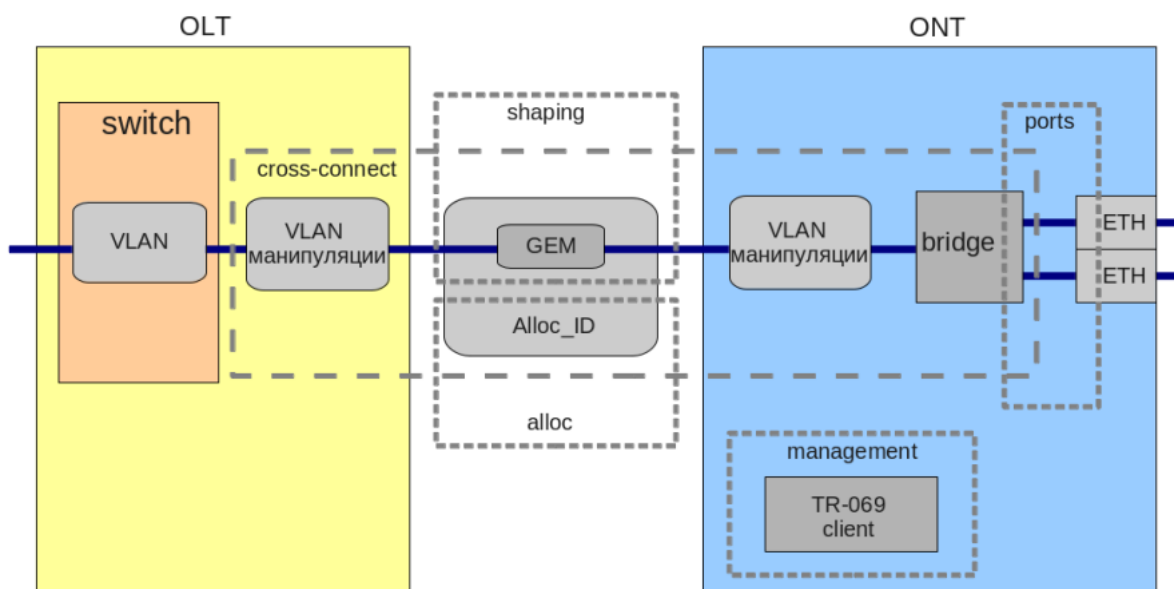 OLT
ONT
switch
shaping
ports
cross-connect
VLAN
VLAN
манипуляции
GEM
VLAN
манипуляции
bridge
ETH
ETH
Alloc_ID
alloc
management
TR-069
client